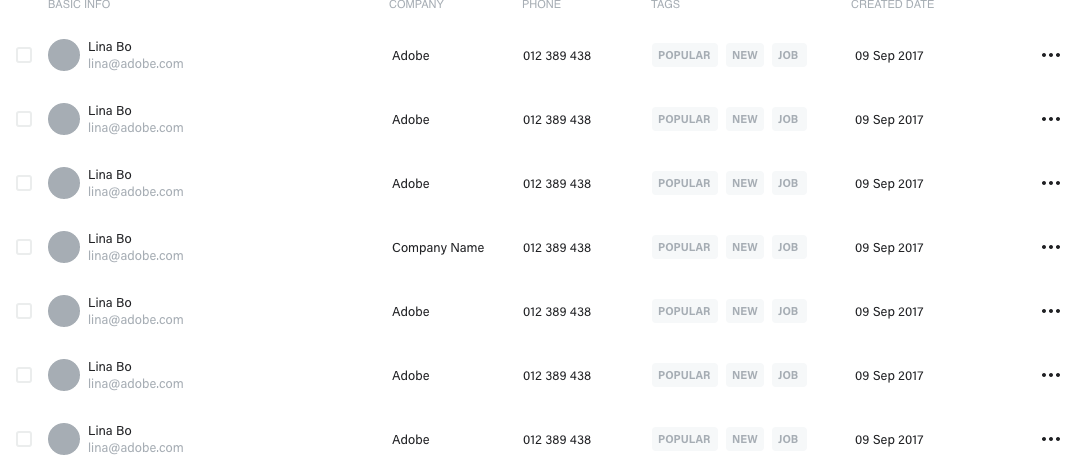 BASIC INFO COMPANY PHONE TAGS CREATED DATE
Lina Bo
lina@adobe.com
Adobe 012 389 438 POPULAR NEW JOB 09 Sep 2017
Lina Bo
lina@adobe.com
Adobe 012 389 438 POPULAR NEW JOB 09 Sep 2017
Lina Bo
lina@adobe.com
Adobe 012 389 438 POPULAR NEW JOB 09 Sep 2017
Lina Bo
lina@adobe.com
Company Name 012 389 438 POPULAR NEW JOB 09 Sep 2017
Lina Bo
lina@adobe.com
Adobe 012 389 438 POPULAR NEW JOB 09 Sep 2017
Lina Bo
lina@adobe.com
Adobe 012 389 438 POPULAR NEW JOB 09 Sep 2017
Lina Bo
lina@adobe.com
Adobe 012 389 438 POPULAR NEW JOB 09 Sep 2017